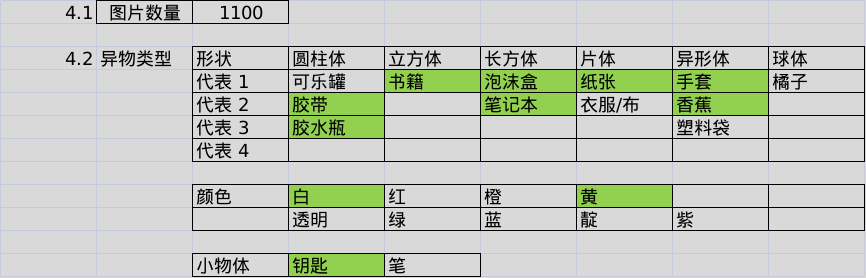 4.1 图片数量 1100
4.2 异物类型 形状 圆柱体 立方体 长方体 片体 异形体 球体
代表 1 可乐罐 书籍 泡沫盒 纸张 手套 橘子
代表 2 胶带 笔记本 衣服/布 香蕉
代表 3 胶水瓶 塑料袋
代表 4
颜色 白 红 橙 黄
透明 绿 蓝 靛 紫
小物体 钥匙 笔